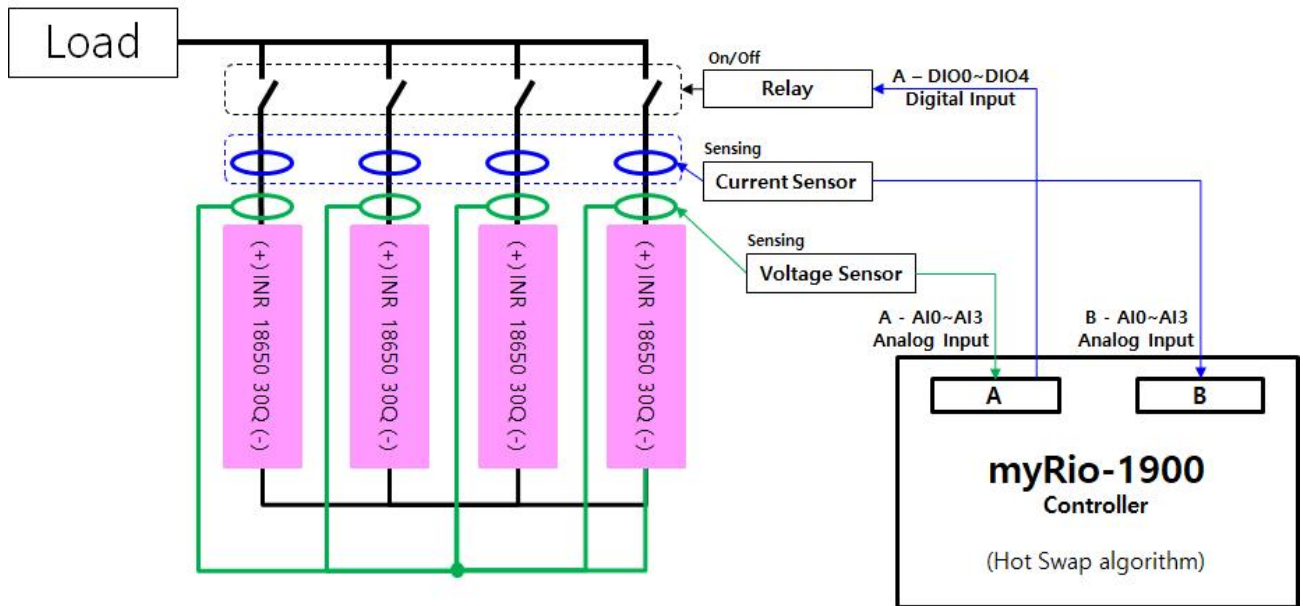 Load
On/Off
Relay
A – DIO0~DIO4
Digital Input
Sensing
Current Sensor
Sensing
Voltage Sensor
(+) INR 18650 30Q (-)
(+) INR 18650 30Q (-)
(+) INR 18650 30Q (-)
(+) INR 18650 30Q (-)
A - AI0~AI3
Analog Input
B - AI0~AI3
Analog Input
A
B
myRio-1900
Controller
(Hot Swap algorithm)